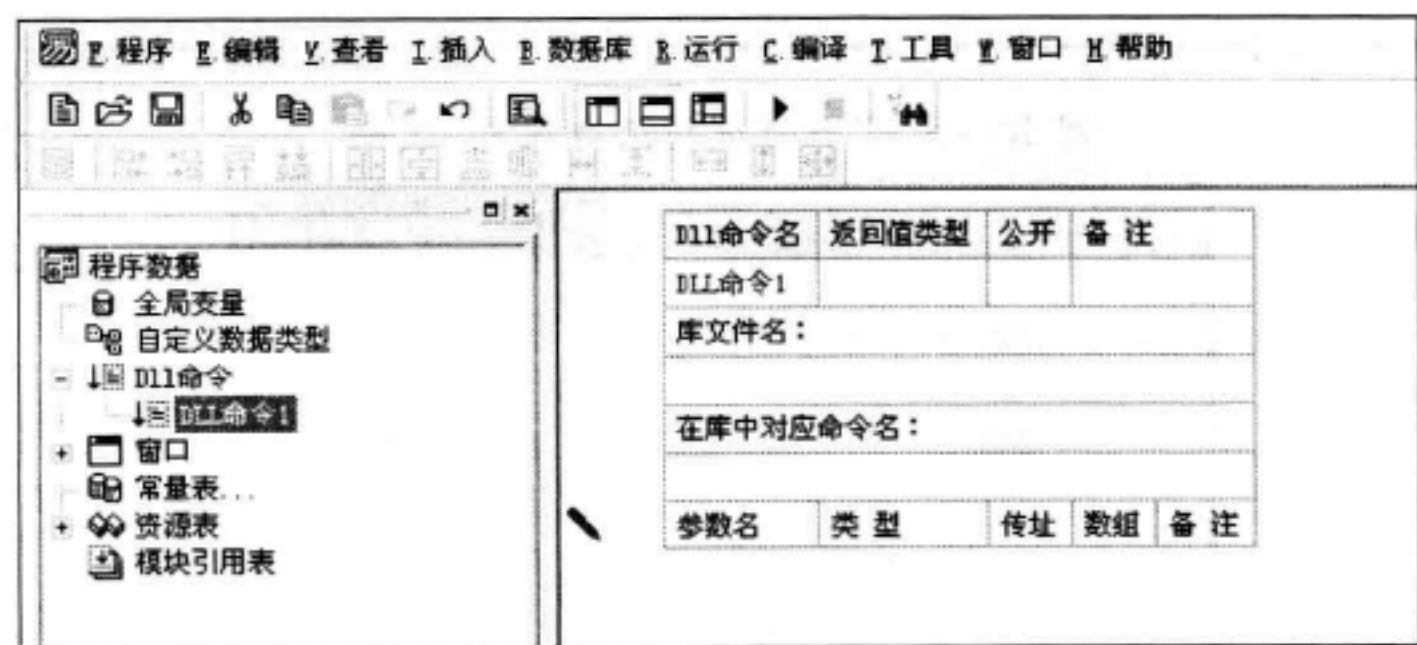 F.程序 E.编辑 V.查看 I.插入 B.数据库 R.运行 C.编译 T.工具 W.窗口 H.帮助
程序数据
全局变量
自定义数据类型
Dll命令
DLL命令1
窗口
常量表...
资源表
模块引用表
Dll命令名 返回值类型 公开 备 注
DLL命令1
库文件名：
在库中对应命令名：
参数名 类 型 传址 数组 备 注